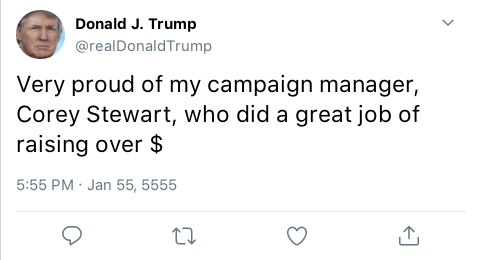 Donald J. Trump
@realDonaldTrump
Very proud of my campaign manager,
Corey Stewart, who did a great job of
raising over $
5:55 PM · Jan 55, 5555